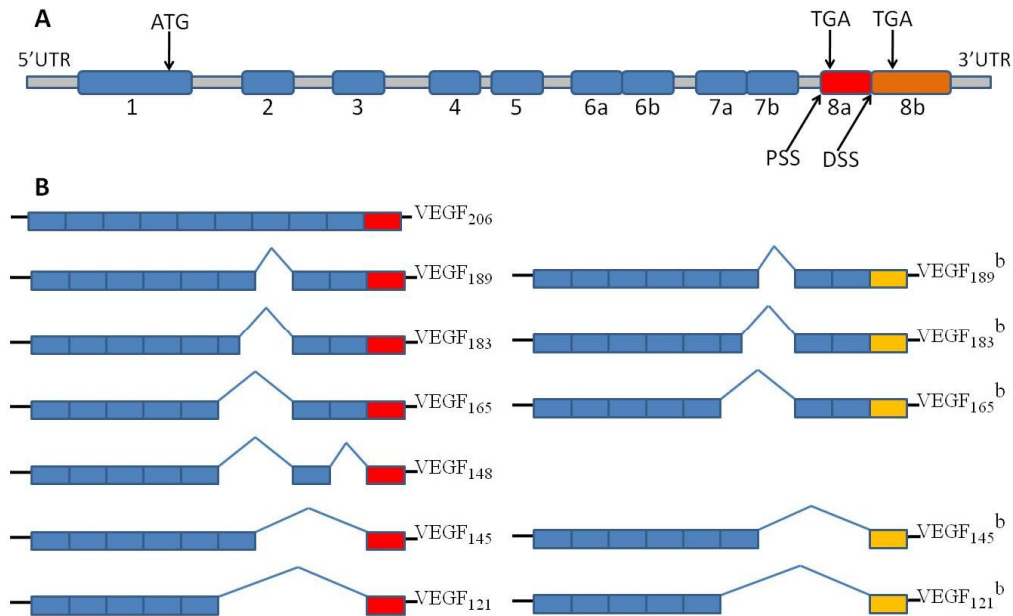 A
ATG
TGA TGA
5'UTR 3'UTR
1 2 3 4 5 6a 6b 7a 7b 8a 8b
PSS DSS
B
VEGF206
VEGF189 VEGF189b
VEGF183 VEGF183b
VEGF165 VEGF165b
VEGF148
VEGF145 VEGF145b
VEGF121 VEGF121b